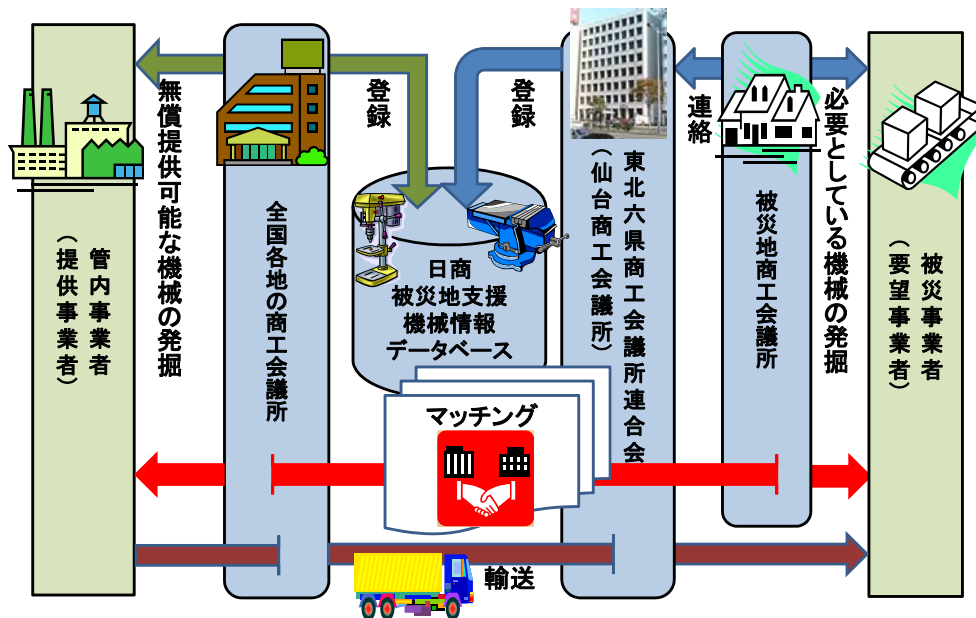 管内事業者
（提供事業者）
無償提供可能な機械の発掘
全国各地の商工会議所
登録
登録
日商
被災地支援
機械情報
データベース
マッチング
輸送
東北六県商工会議所連合会
（仙台商工会議所）
連絡
被災地商工会議所
必要としている機械の発掘
被災事業者
（要望事業者）